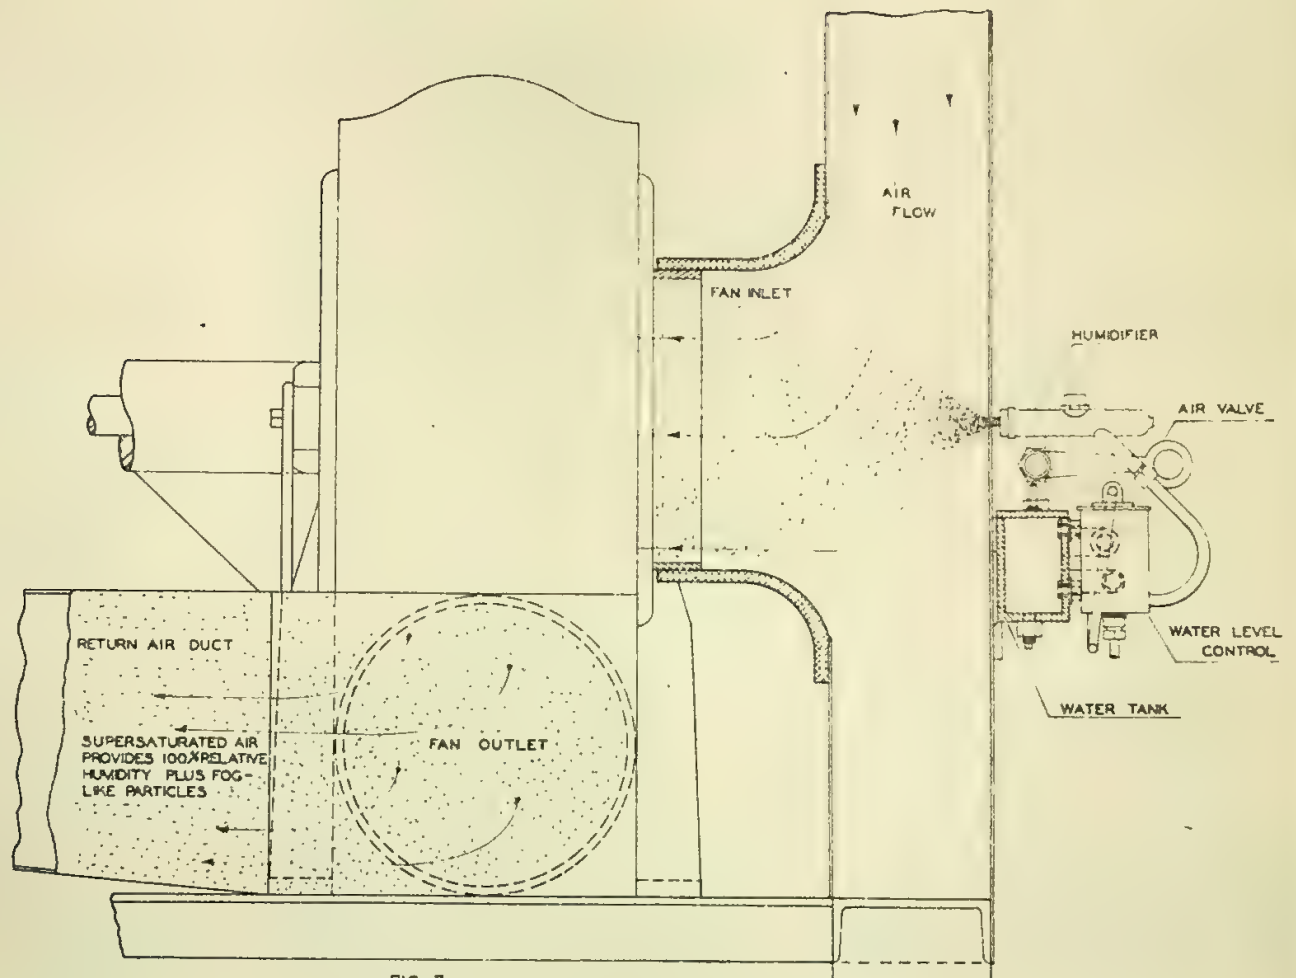 AIR
FLOW
FAN INLET
HUMIDIFIER
AIR VALVE
RETURN AIR DUCT
WATER LEVEL
CONTROL
WATER TANK
SUPERSATURATED AIR
PROVIDES 100% RELATIVE
HUMIDITY PLUS FOG-
LIKE PARTICLES
FAN OUTLET